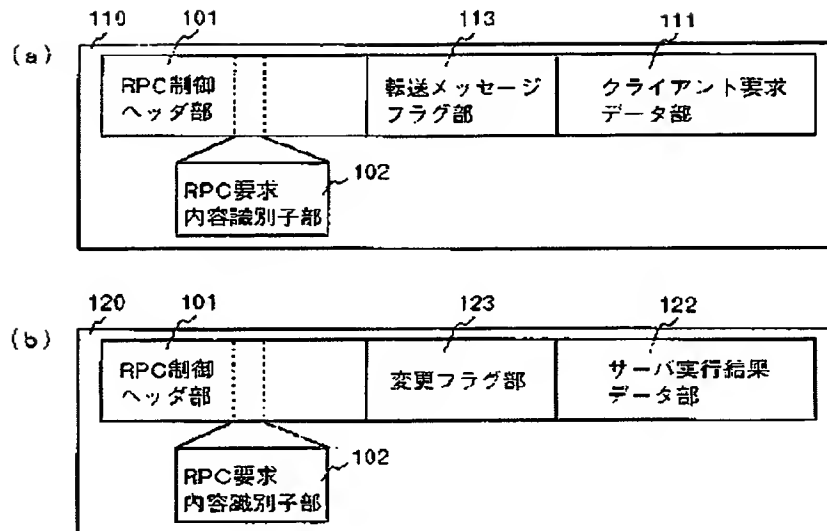 110
101
113
111
(a)
RPC制御
ヘッダ部
転送メッセージ
フラグ部
クライアント要求
データ部
102
RPC要求
内容識別子部
120
101
123
122
(b)
RPC制御
ヘッダ部
変更フラグ部
サーバ実行結果
データ部
102
RPC要求
内容識別子部